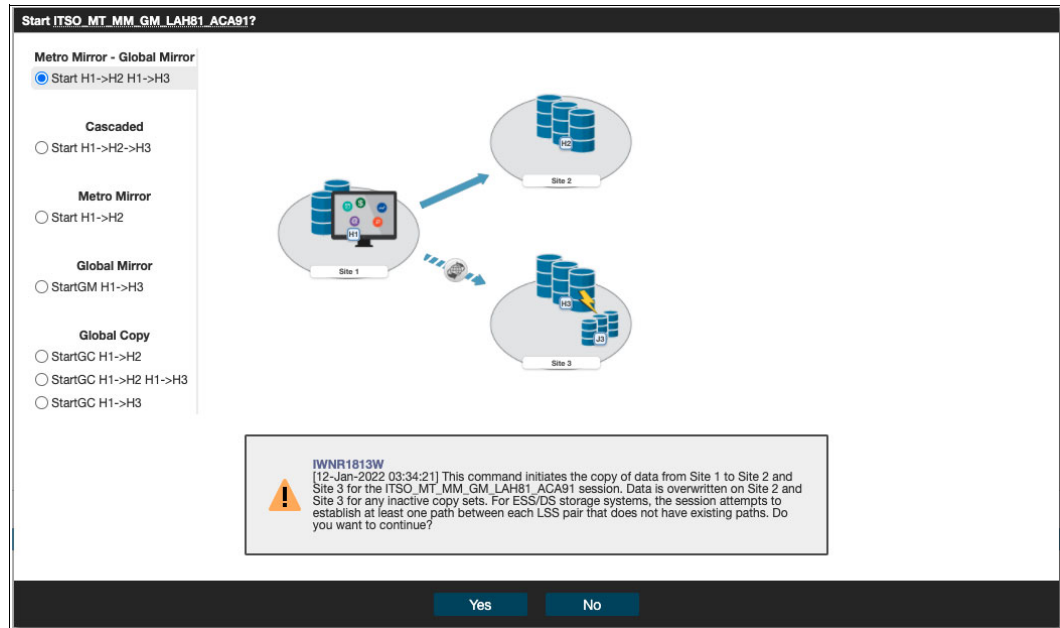 Start ITSO_MT_MM_GM_LAH81_ACA91?
Metro Mirror - Global Mirror
Start H1->H2 H1->H3
Cascaded
Start H1->H2->H3
Metro Mirror
Start H1->H2
Global Mirror
StartGM H1->H3
Global Copy
StartGC H1->H2
StartGC H1->H2 H1->H3
StartGC H1->H3
H2
Site 2
H1
Site 1
H3
J3
Site 3
IWNR1813W
[12-Jan-2022 03:34:21] This command initiates the copy of data from Site 1 to Site 2 and
Site 3 for the ITSO_MT_MM_GM_LAH81_ACA91 session. Data is overwritten on Site 2 and
Site 3 for any inactive copy sets. For ESS/DS storage systems, the session attempts to
establish at least one path between each LSS pair that does not have existing paths. Do
you want to continue?
Yes No